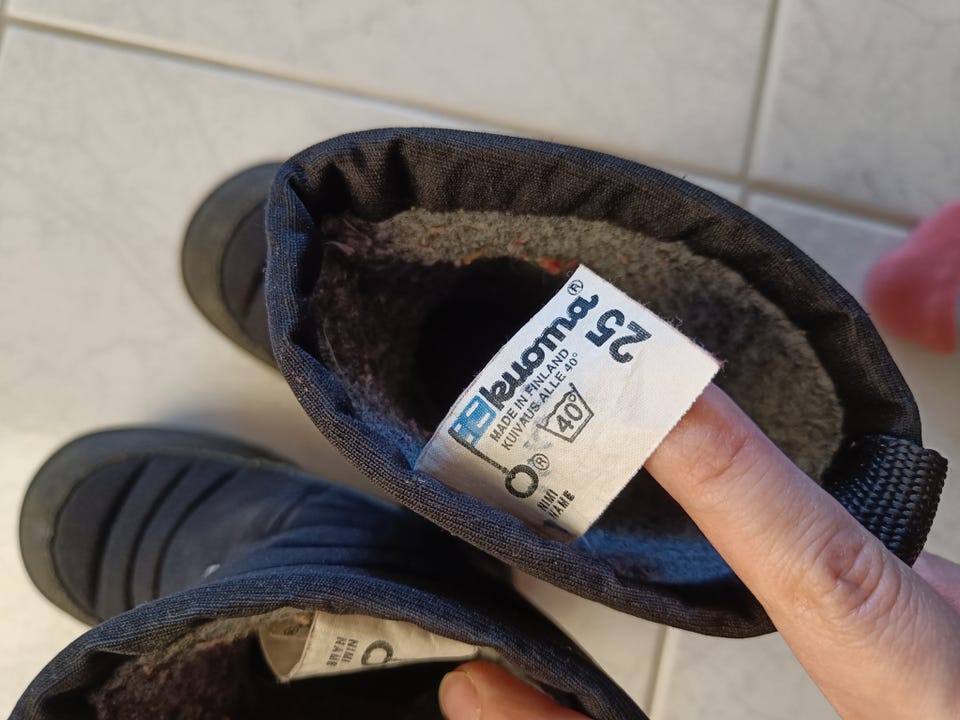 kuoma®
MADE IN FINLAND
KUIVAUS ALLE 40°
40°
25
®
NIMI
NAME
NIMI
NAME